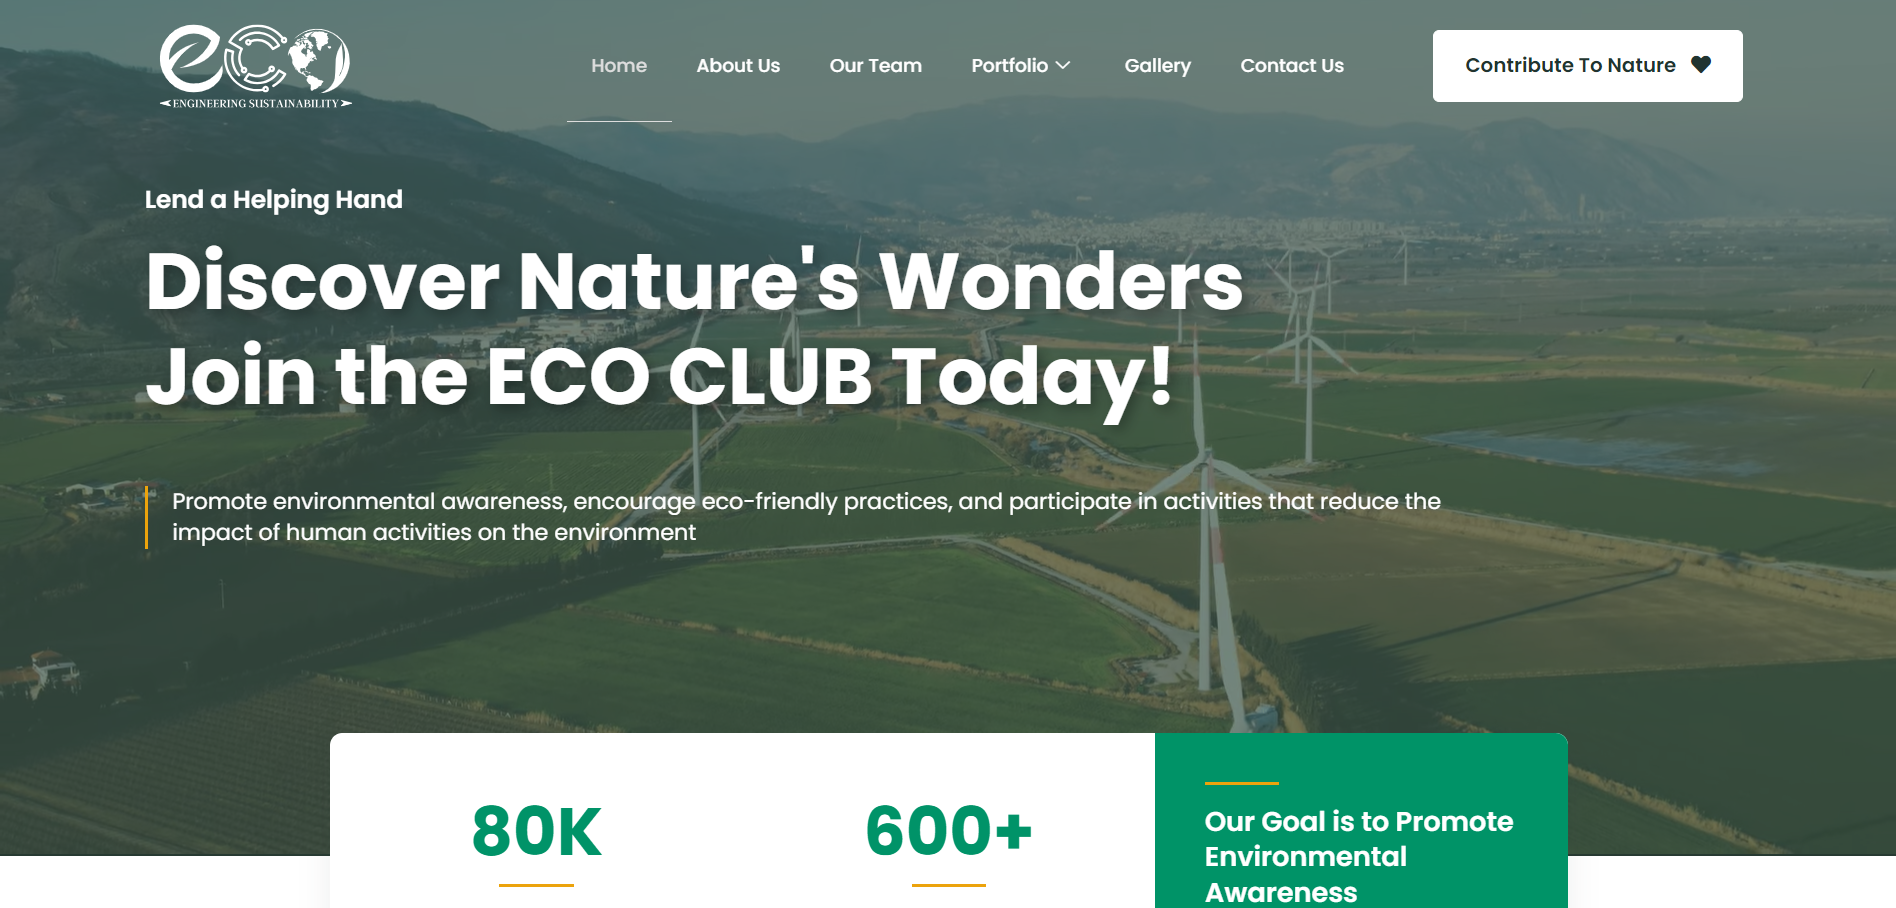 eco
ENGINEERING SUSTAINABILITY
Home
About Us
Our Team
Portfolio
Gallery
Contact Us
Contribute To Nature
Lend a Helping Hand
Discover Nature's Wonders
Join the ECO CLUB Today!
Promote environmental awareness, encourage eco-friendly practices, and participate in activities that reduce the
impact of human activities on the environment
80K
600+
Our Goal is to Promote
Environmental
Awareness